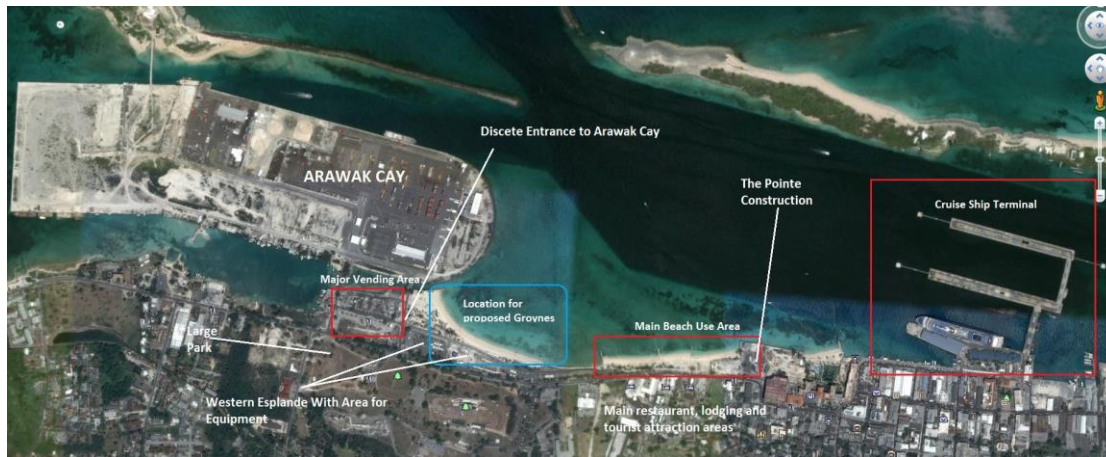 Discete Entrance to Arawak Cay
ARAWAK CAY
The Pointe
Construction
Cruise Ship Terminal
Major Vending Area
Location for
proposed Groynes
Main Beach Use Area
Large
Park
Western Esplande With Area for
Equipment
Main restaurant, lodging and
tourist attraction areas